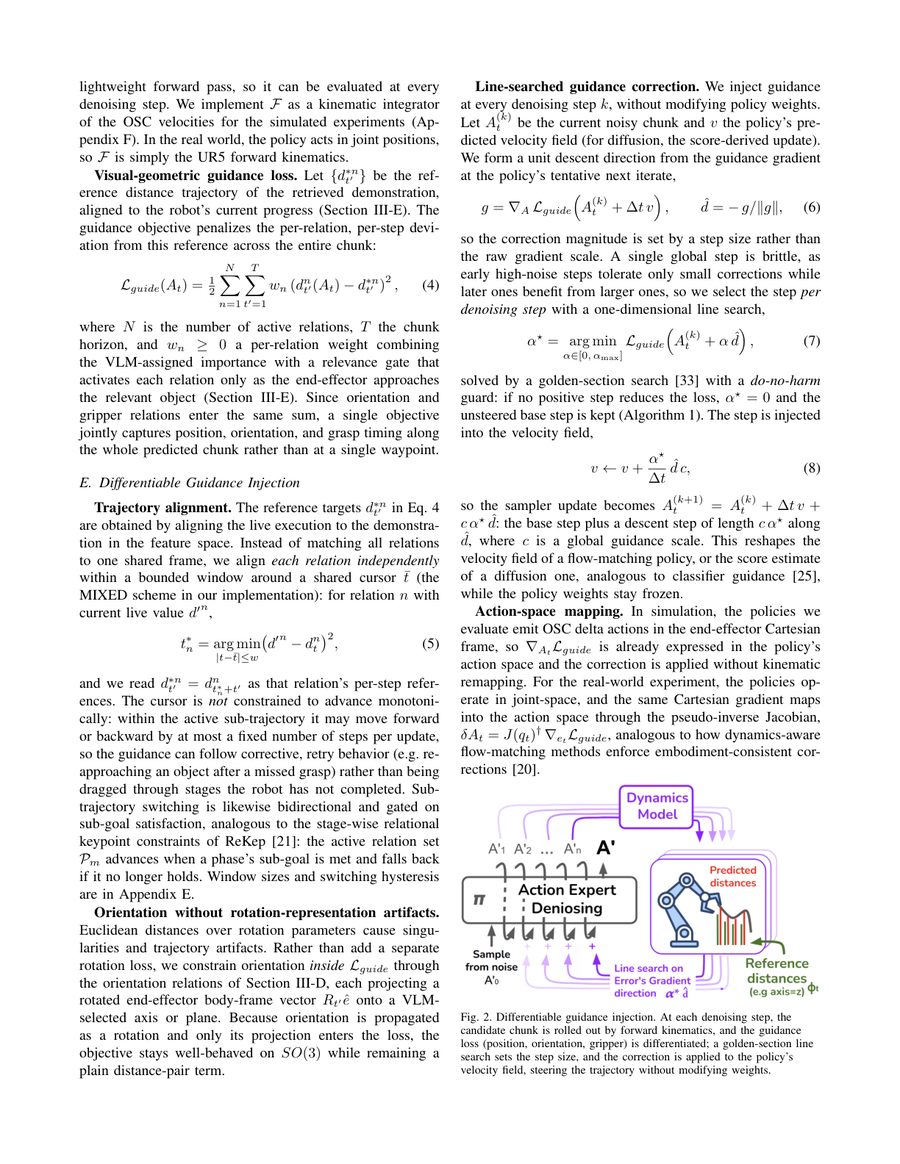 lightweight forward pass, so it can be evaluated at every
denoising step. We implement F as a kinematic integrator
of the OSC velocities for the simulated experiments (Ap-
pendix F). In the real world, the policy acts in joint positions,
so F is simply the UR5 forward kinematics.
Visual-geometric guidance loss. Let {d^{*n}_{t'}} be the ref-
erence distance trajectory of the retrieved demonstration,
aligned to the robot's current progress (Section III-E). The
guidance objective penalizes the per-relation, per-step devi-
ation from this reference across the entire chunk:
L_{guide}(A_t) = ½ ∑_{n=1}^{N} ∑_{t'=1}^{T} w_n (d^n_{t'}(A_t) − d^{*n}_{t'})², (4)
where N is the number of active relations, T the chunk
horizon, and w_n ≥ 0 a per-relation weight combining
the VLM-assigned importance with a relevance gate that
activates each relation only as the end-effector approaches
the relevant object (Section III-E). Since orientation and
gripper relations enter the same sum, a single objective
jointly captures position, orientation, and grasp timing along
the whole predicted chunk rather than at a single waypoint.
E. Differentiable Guidance Injection
Trajectory alignment. The reference targets d^{*n}_{t'} in Eq. 4
are obtained by aligning the live execution to the demonstra-
tion in the feature space. Instead of matching all relations
to one shared frame, we align each relation independently
within a bounded window around a shared cursor t̄ (the
MIXED scheme in our implementation): for relation n with
current live value d'^n,
t*_n = arg min_{|t−t̄|≤w} (d'^n − d^n_t)², (5)
and we read d^{*n}_{t'} = d^n_{t*_n+t'} as that relation's per-step refer-
ences. The cursor is not constrained to advance monotoni-
cally: within the active sub-trajectory it may move forward
or backward by at most a fixed number of steps per update,
so the guidance can follow corrective, retry behavior (e.g. re-
approaching an object after a missed grasp) rather than being
dragged through stages the robot has not completed. Sub-
trajectory switching is likewise bidirectional and gated on
sub-goal satisfaction, analogous to the stage-wise relational
keypoint constraints of ReKep [21]: the active relation set
P_m advances when a phase's sub-goal is met and falls back
if it no longer holds. Window sizes and switching hysteresis
are in Appendix E.
Orientation without rotation-representation artifacts.
Euclidean distances over rotation parameters cause singu-
larities and trajectory artifacts. Rather than add a separate
rotation loss, we constrain orientation inside L_{guide} through
the orientation relations of Section III-D, each projecting a
rotated end-effector body-frame vector R_{t'}ê onto a VLM-
selected axis or plane. Because orientation is propagated
as a rotation and only its projection enters the loss, the
objective stays well-behaved on SO(3) while remaining a
plain distance-pair term.
Line-searched guidance correction. We inject guidance
at every denoising step k, without modifying policy weights.
Let A_t^{(k)} be the current noisy chunk and v the policy's pre-
dicted velocity field (for diffusion, the score-derived update).
We form a unit descent direction from the guidance gradient
at the policy's tentative next iterate,
g = ∇_A L_{guide}(A_t^{(k)} + Δt v), d̂ = − g/‖g‖, (6)
so the correction magnitude is set by a step size rather than
the raw gradient scale. A single global step is brittle, as
early high-noise steps tolerate only small corrections while
later ones benefit from larger ones, so we select the step per
denoising step with a one-dimensional line search,
α* = arg min_{α∈[0, α_max]} L_{guide}(A_t^{(k)} + α d̂), (7)
solved by a golden-section search [33] with a do-no-harm
guard: if no positive step reduces the loss, α* = 0 and the
unsteered base step is kept (Algorithm 1). The step is injected
into the velocity field,
v ← v + α*/Δt d̂ c, (8)
so the sampler update becomes A_t^{(k+1)} = A_t^{(k)} + Δt v +
c α* d̂: the base step plus a descent step of length c α* along
d̂, where c is a global guidance scale. This reshapes the
velocity field of a flow-matching policy, or the score estimate
of a diffusion one, analogous to classifier guidance [25],
while the policy weights stay frozen.
Action-space mapping. In simulation, the policies we
evaluate emit OSC delta actions in the end-effector Cartesian
frame, so ∇_{A_t} L_{guide} is already expressed in the policy's
action space and the correction is applied without kinematic
remapping. For the real-world experiment, the policies op-
erate in joint-space, and the same Cartesian gradient maps
into the action space through the pseudo-inverse Jacobian,
δA_t = J(q_t)^† ∇_{e_t} L_{guide}, analogous to how dynamics-aware
flow-matching methods enforce embodiment-consistent cor-
rections [20].
Dynamics
Model
A'₁ A'₂ ... A'ₙ A'
π
Action Expert
Deniosing
Predicted
distances
+ + + +
Sample
from noise
A'₀
Line search on
Error's Gradient
direction α* d̂
Reference
distances
(e.g axis=z) ϕt
Fig. 2. Differentiable guidance injection. At each denoising step, the
candidate chunk is rolled out by forward kinematics, and the guidance
loss (position, orientation, gripper) is differentiated; a golden-section line
search sets the step size, and the correction is applied to the policy's
velocity field, steering the trajectory without modifying weights.